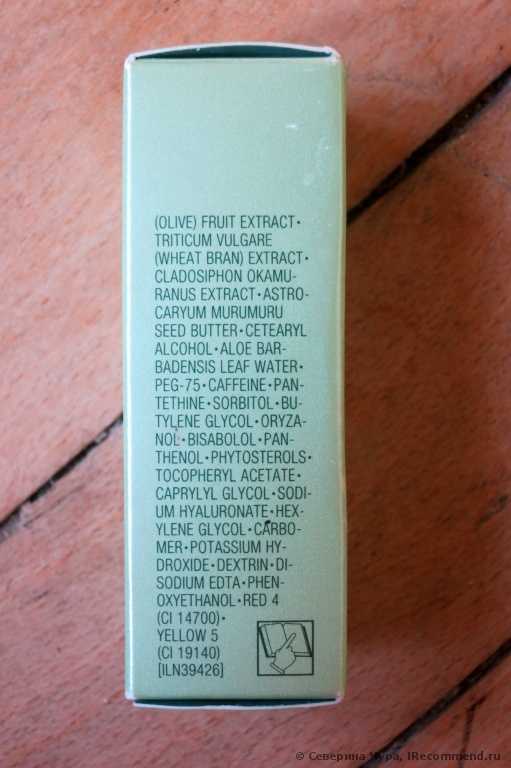 (OLIVE) FRUIT EXTRACT•
TRITICUM VULGARE
(WHEAT BRAN) EXTRACT•
CLADOSIPHON OKAMU-
RANUS EXTRACT•ASTRO-
CARYUM MURUMURU
SEED BUTTER•CETEARYL
ALCOHOL•ALOE BAR-
BADENSIS LEAF WATER•
PEG-75•CAFFEINE•PAN-
TETHINE•SORBITOL•BU-
TYLENE GLYCOL•ORYZA-
NOL•BISABOLOL•PAN-
THENOL•PHYTOSTEROLS•
TOCOPHERYL ACETATE•
CAPRYLYL GLYCOL•SODI-
UM HYALURONATE•HEX-
YLENE GLYCOL•CARBO-
MER•POTASSIUM HY-
DROXIDE•DEXTRIN•DI-
SODIUM EDTA•PHEN-
OXYETHANOL•RED 4
(CI 14700)•
YELLOW 5
(CI 19140)
[ILN39426]
© Северина Чура, IRecommend.ru